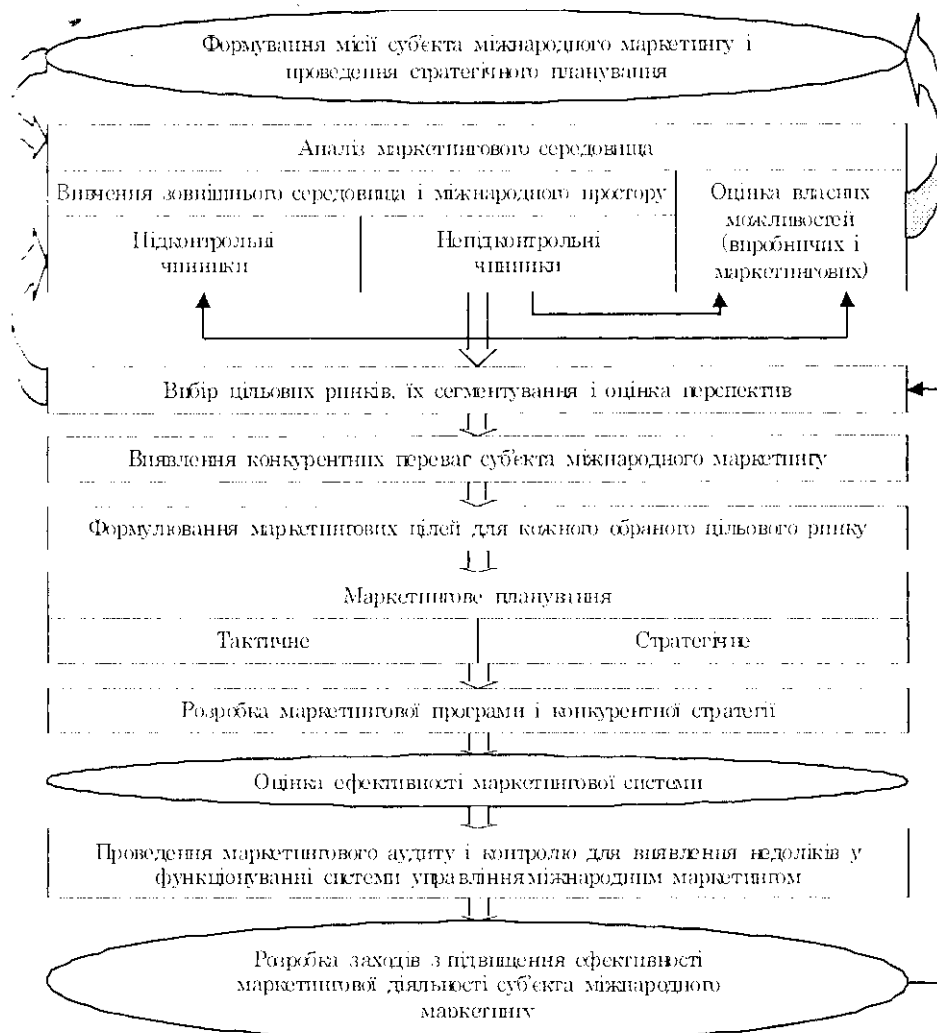 Формування місії суб'єкта міжнародного маркетингу і
проведення стратегічного планування
Аналіз маркетингового середовища
Вивчення зовнішнього середовища і міжнародного простору
Підконтрольні
чинники
Непідконтрольні
чинники
Оцінка власних
можливостей
(виробничих і
маркетингових)
Вибір цільових ринків, їх сегментування і оцінка перспектив
Виявлення конкурентних переваг суб'єкта міжнародного маркетингу
Формулювання маркетингових цілей для кожного обраного цільового ринку
Маркетингове планування
Тактичне
Стратегічне
Розробка маркетингової програми і конкурентної стратегії
Оцінка ефективності маркетингової системи
Проведення маркетингового аудиту і контролю для виявлення недоліків у
функціонуванні системи управління міжнародним маркетингом
Розробка заходів з підвищення ефективності
маркетингової діяльності суб'єкта міжнародного
маркетингу